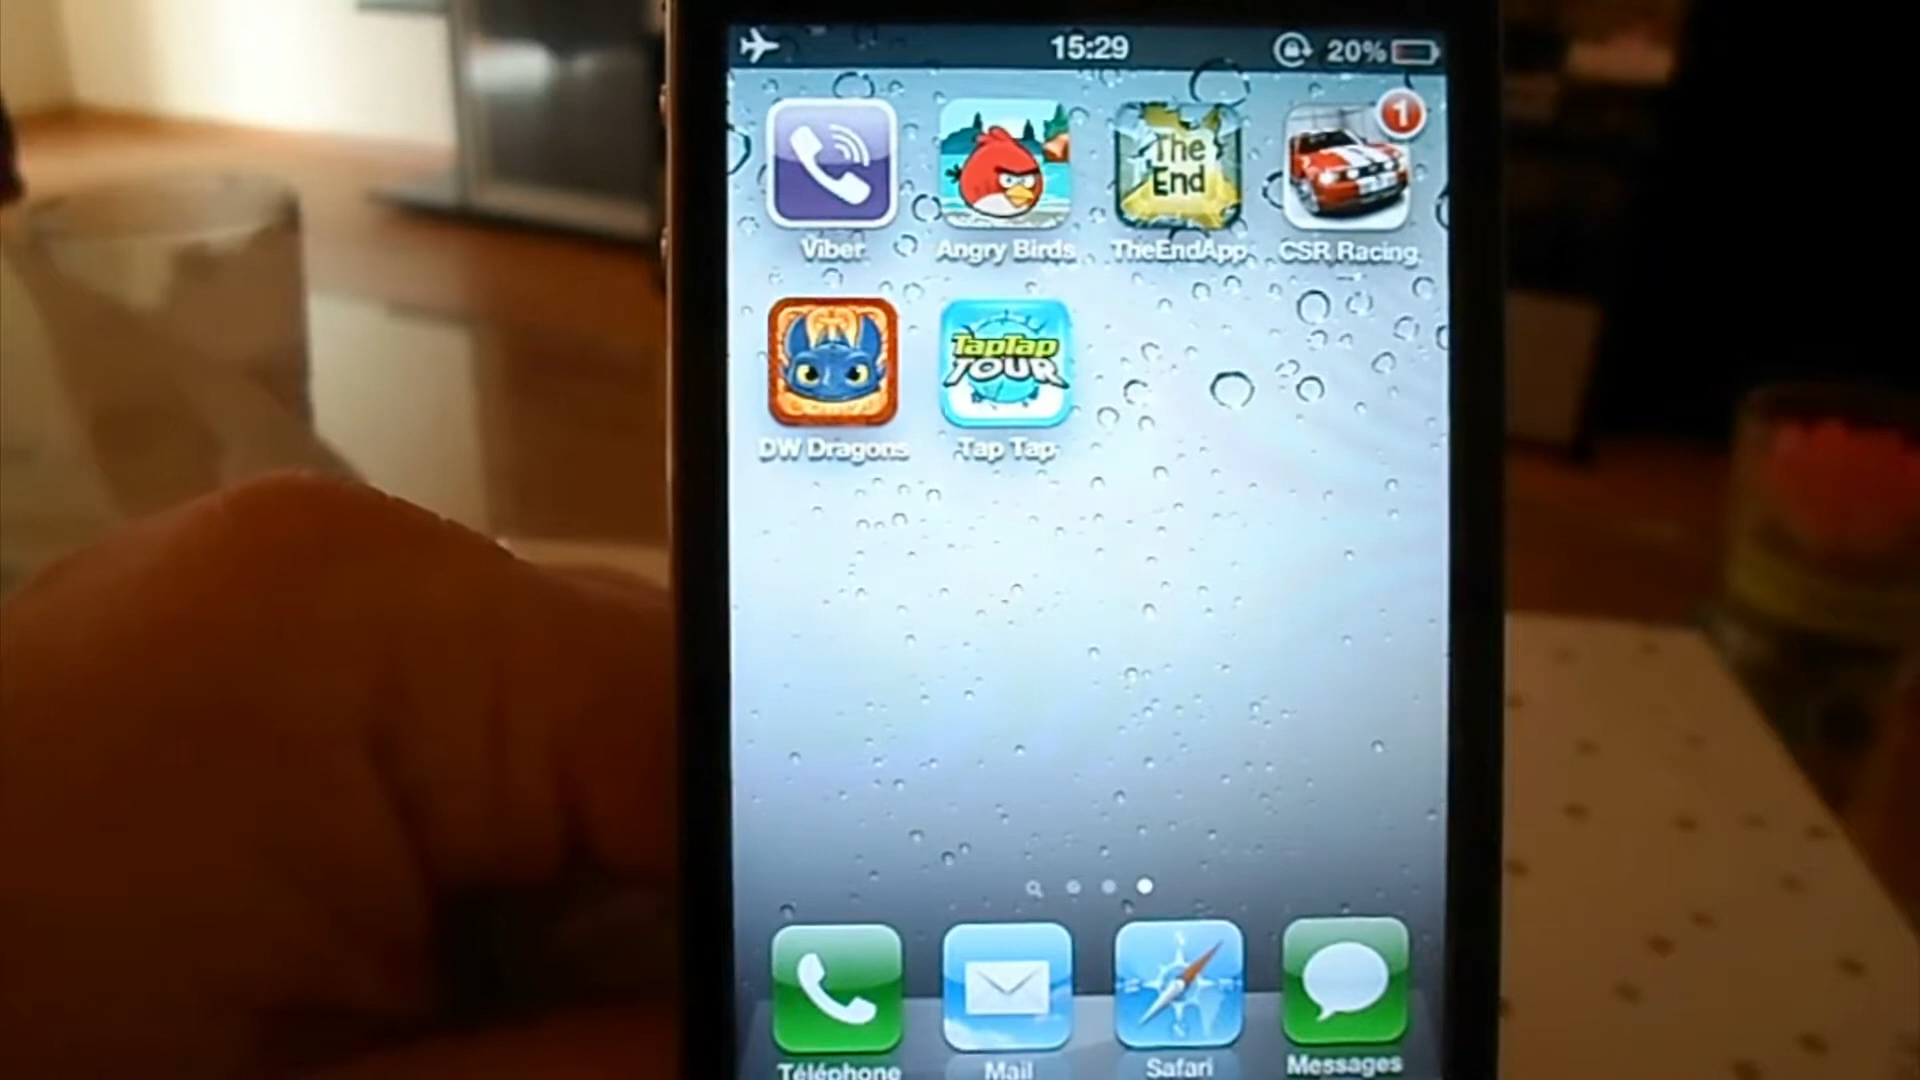 15:29
20%
The
End
1
Viber
Angry Birds
TheEndApp
CSR Racing
TapTap
TOUR
DW Dragons
Tap Tap
Téléphone
Mail
Safari
Messages